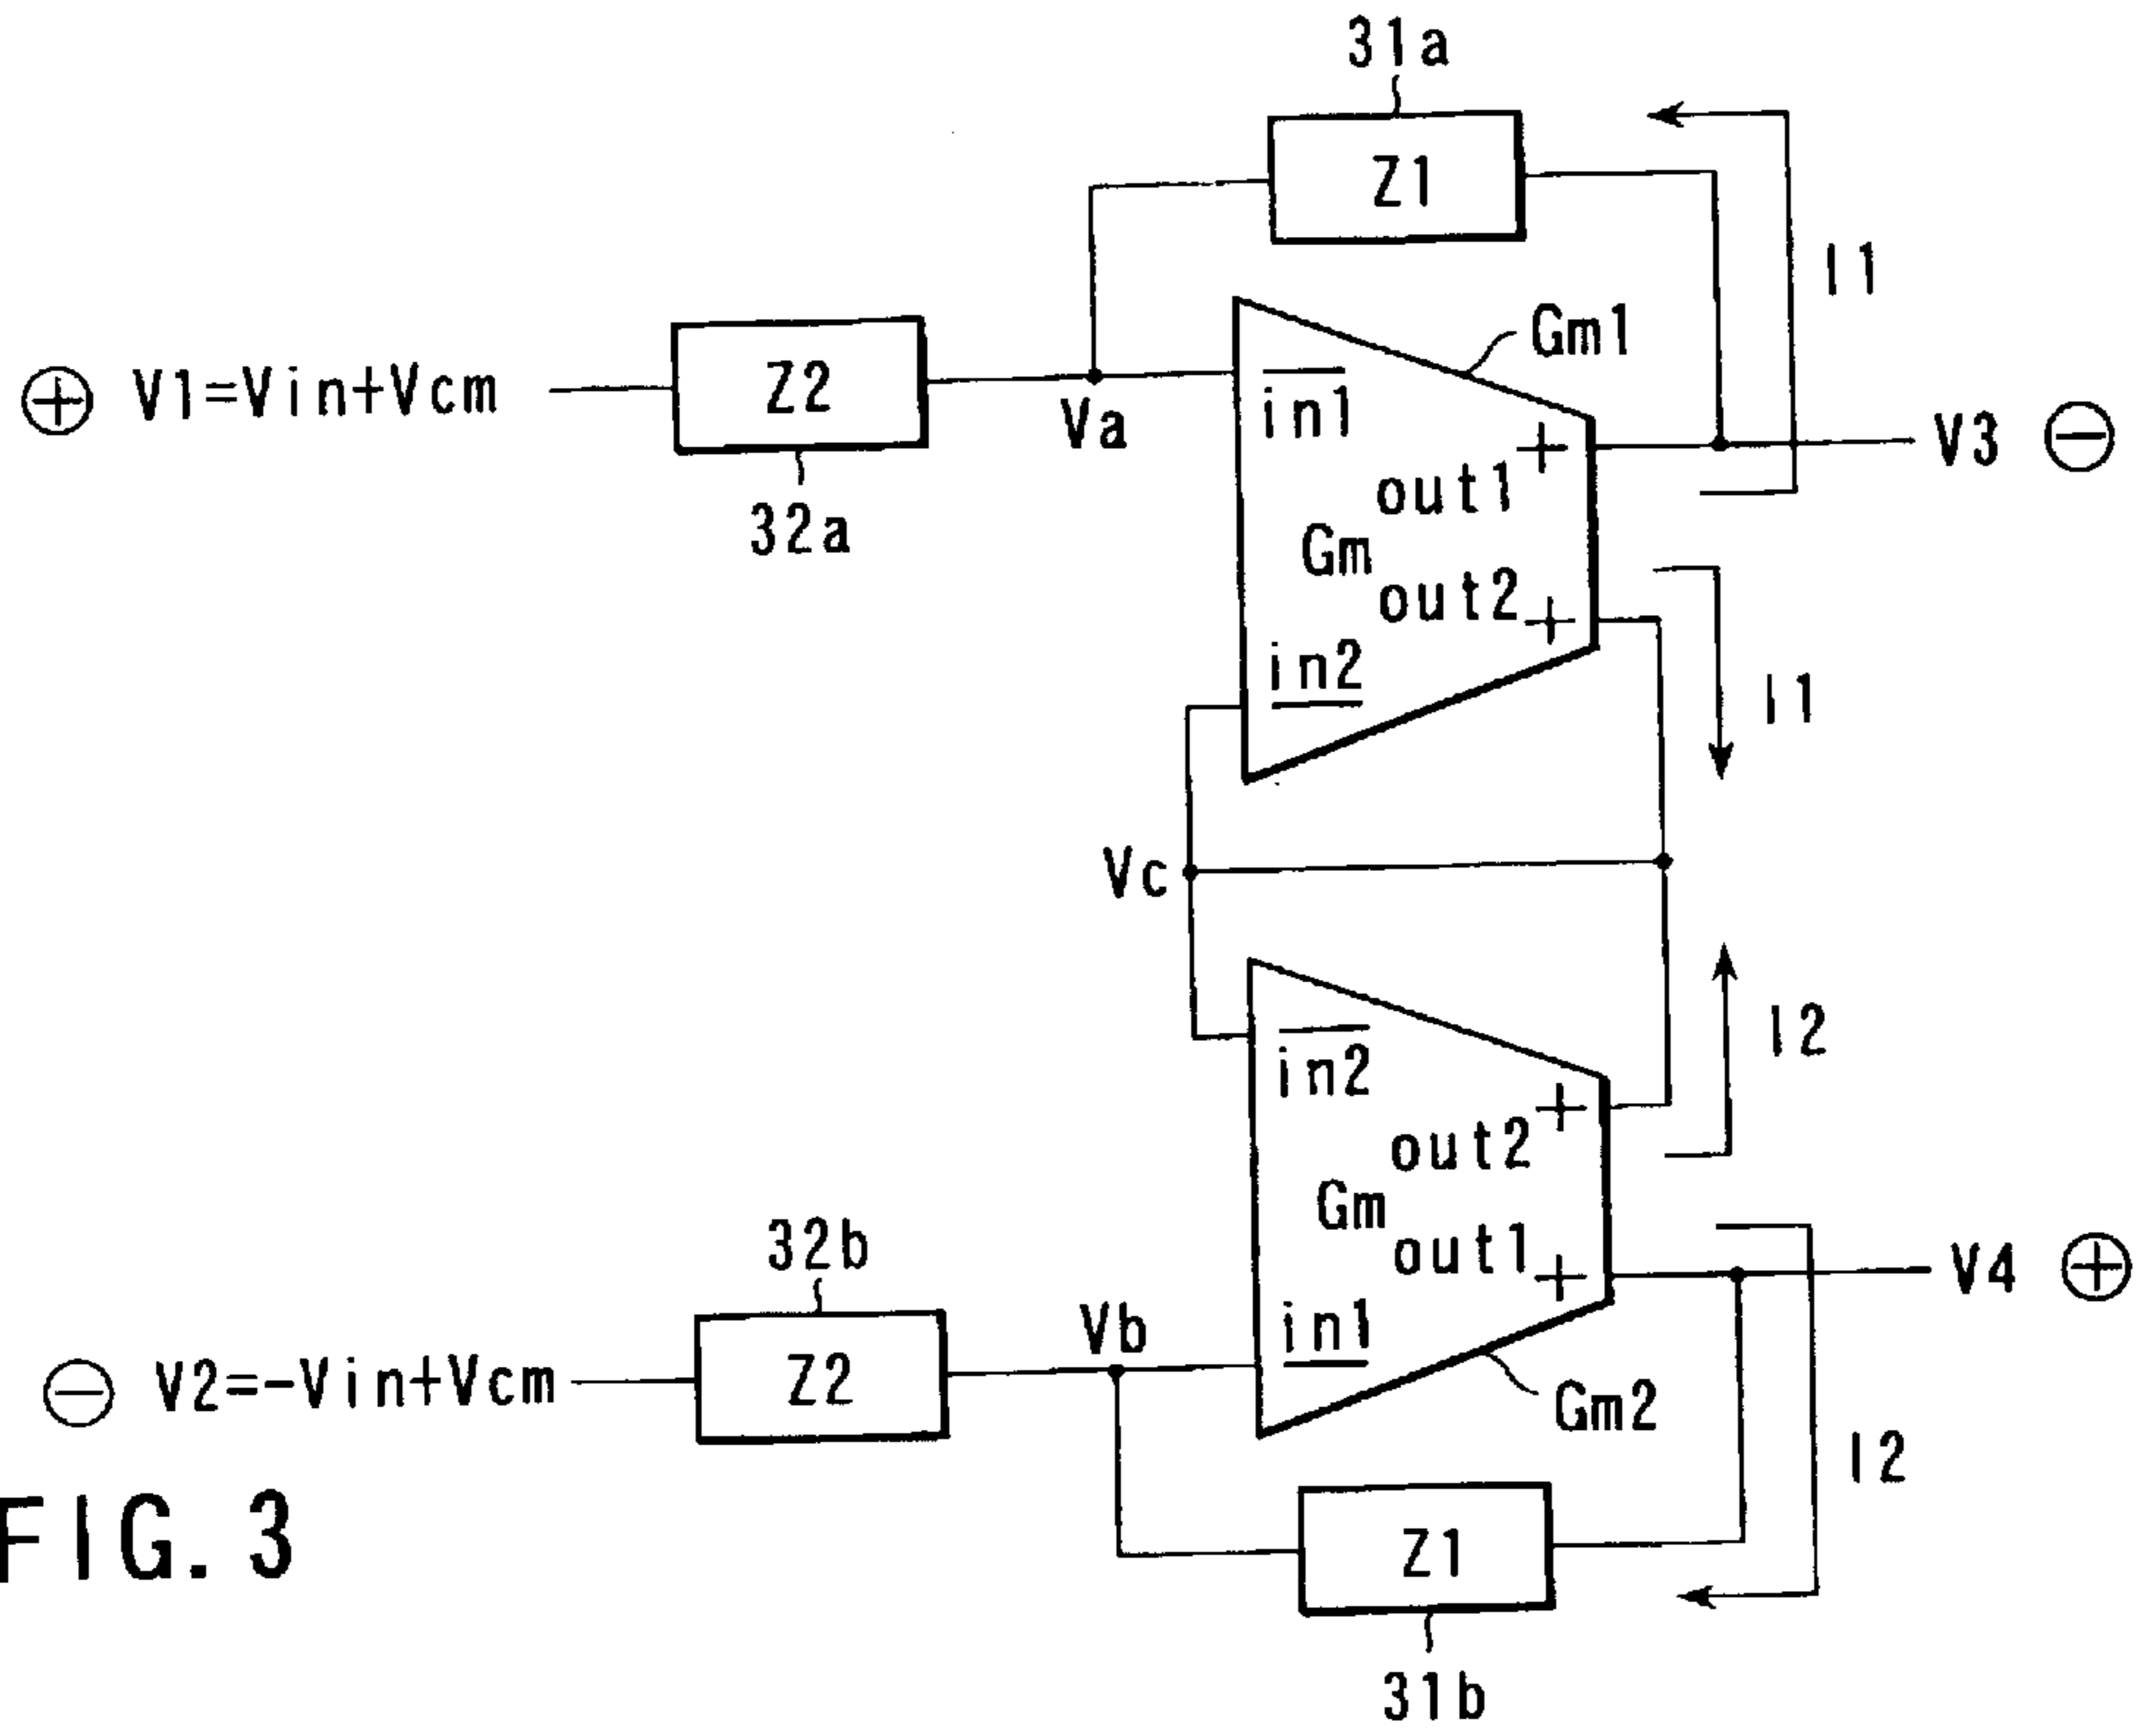 31a
Z1
I1
Gm1
⊕ V1=Vin+Vcm
Z2
Va
in1
+
V3 ⊖
out1
32a
Gm
out2
+
in2
I1
Vc
in2
+
I2
out2
Gm
out1
+
V4 ⊕
32b
Vb
in1
⊖ V2=-Vin+Vcm
Z2
Gm2
I2
FIG. 3
Z1
31b